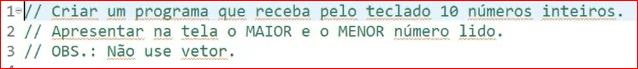 1 // Criar um programa que receba pelo teclado 10 números inteiros.
2 // Apresentar na tela o MAIOR e o MENOR número lido.
3 // OBS.: Não use vetor.